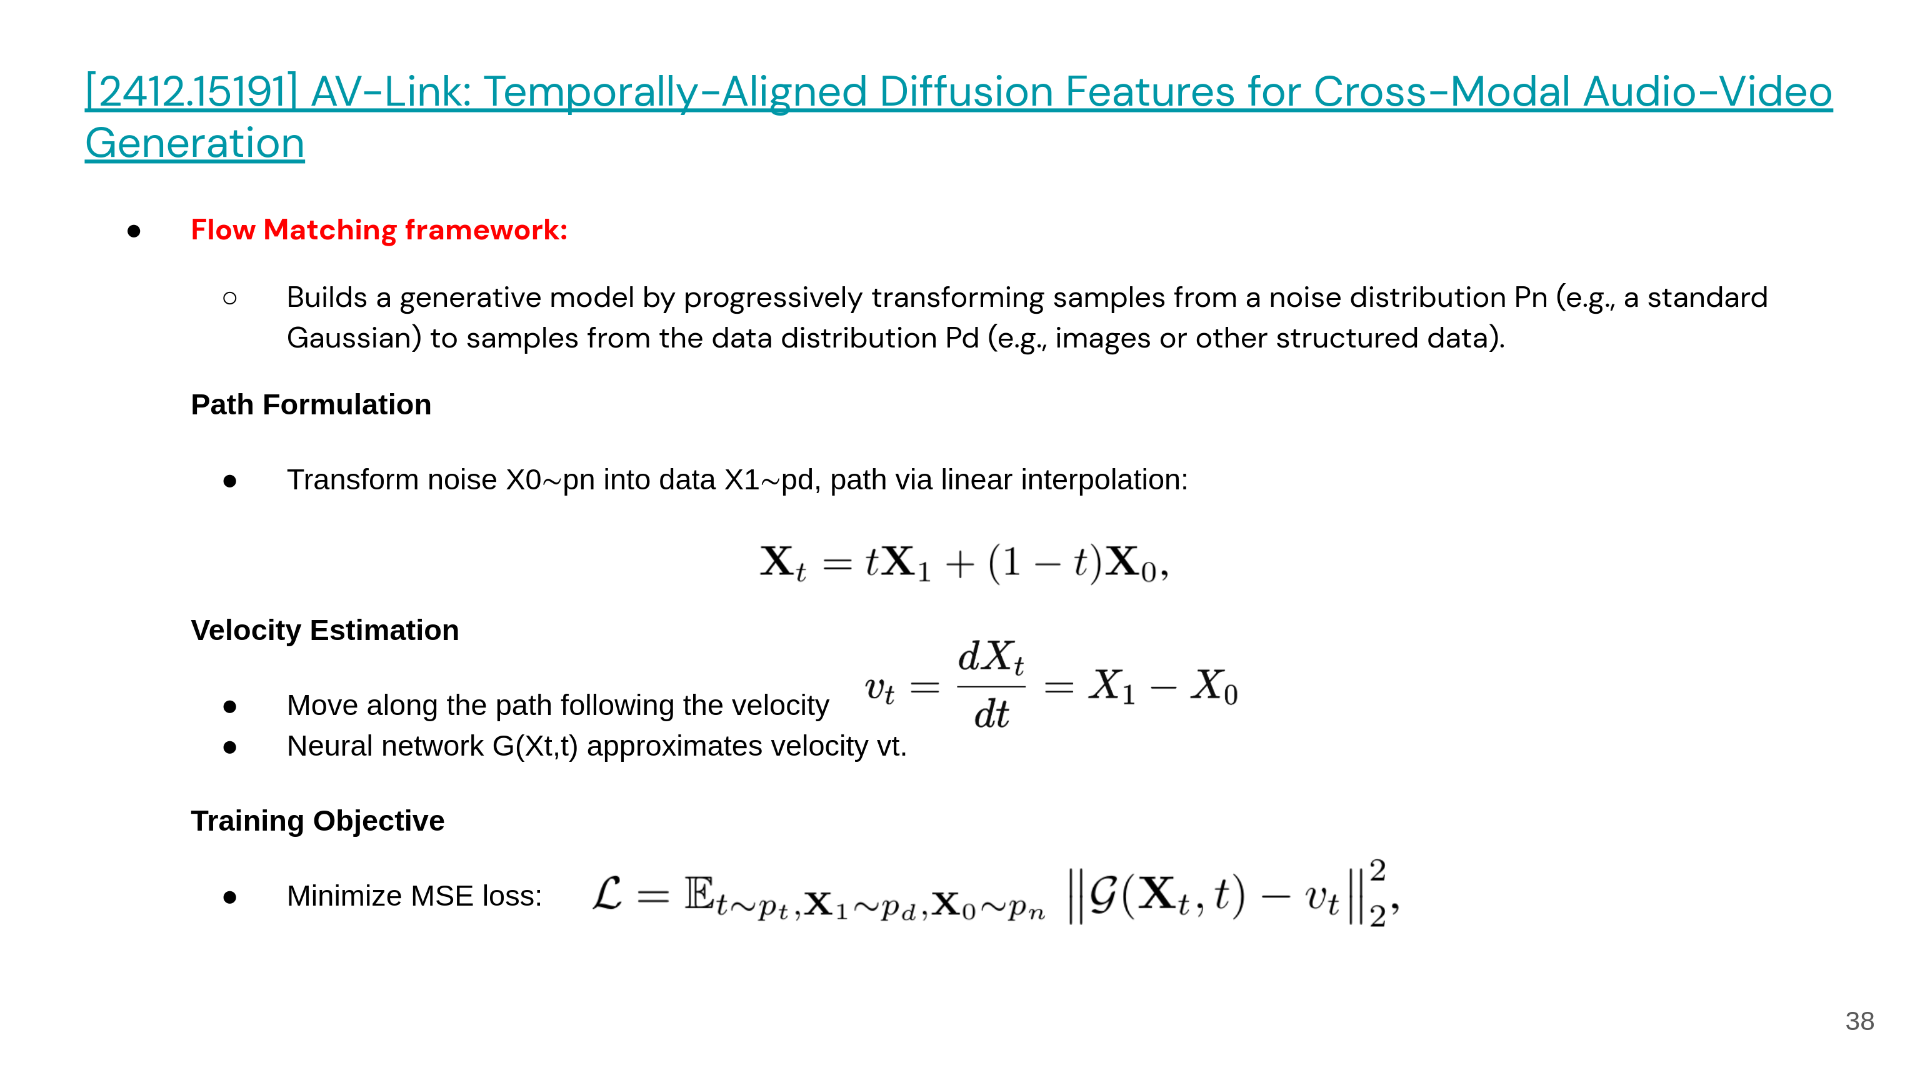 [2412.15191] AV-Link: Temporally-Aligned Diffusion Features for Cross-Modal Audio-Video
Generation
● Flow Matching framework:
○ Builds a generative model by progressively transforming samples from a noise distribution Pn (e.g., a standard
Gaussian) to samples from the data distribution Pd (e.g., images or other structured data).
Path Formulation
● Transform noise X0~pn into data X1~pd, path via linear interpolation:
$\mathbf{X}_t = t\mathbf{X}_1 + (1 - t)\mathbf{X}_0,$
Velocity Estimation
● Move along the path following the velocity $v_t = \frac{dX_t}{dt} = X_1 - X_0$
● Neural network G(Xt,t) approximates velocity vt.
Training Objective
● Minimize MSE loss: $\mathcal{L} = \mathbb{E}_{t \sim p_t, \mathbf{X}_1 \sim p_d, \mathbf{X}_0 \sim p_n} \left\| \mathcal{G}(\mathbf{X}_t, t) - v_t \right\|_2^2,$
38